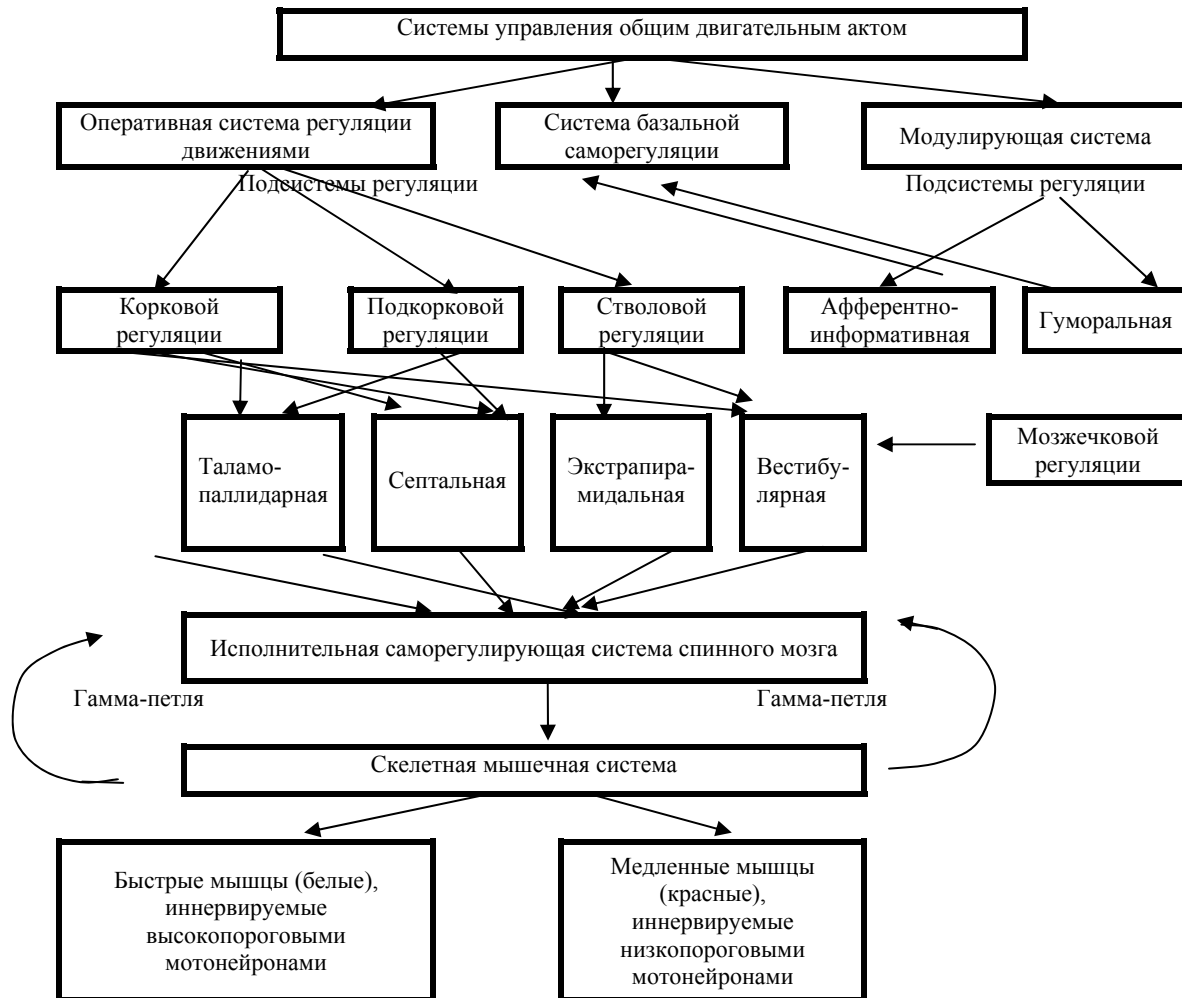 Системы управления общим двигательным актом
Оперативная система регуляции
движениями
Система базальной
саморегуляции
Модулирующая система
Подсистемы регуляции
Подсистемы регуляции
Корковой
регуляции
Подкорковой
регуляции
Стволовой
регуляции
Афферентно-
информативная
Гуморальная
Таламо-
паллидарная
Септальная
Экстрапира-
мидальная
Вестибу-
лярная
Мозжечковой
регуляции
Исполнительная саморегулирующая система спинного мозга
Гамма-петля
Гамма-петля
Скелетная мышечная система
Быстрые мышцы (белые),
иннервируемые
высокопороговыми
мотонейронами
Медленные мышцы
(красные),
иннервируемые
низкопороговыми
мотонейронами